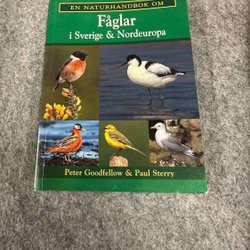 EN NATURHANDBOK OM
Fåglar
i Sverige & Nordeuropa
Peter Goodfellow & Paul Sterry